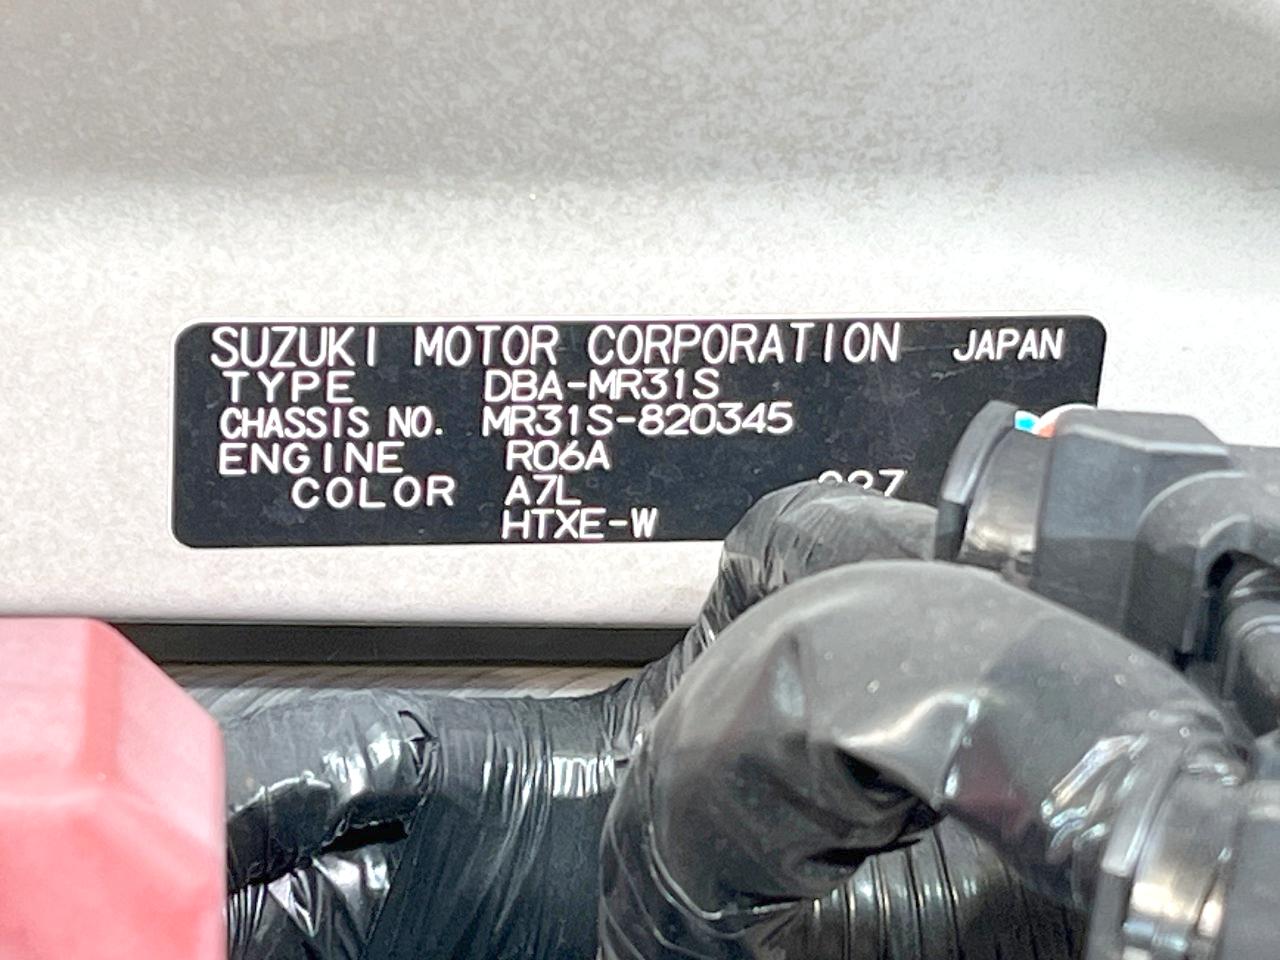 SUZUKI MOTOR CORPORATION JAPAN
TYPE DBA-MR31S
CHASSIS NO. MR31S-820345
ENGINE R06A
COLOR A7L
HTXE-W